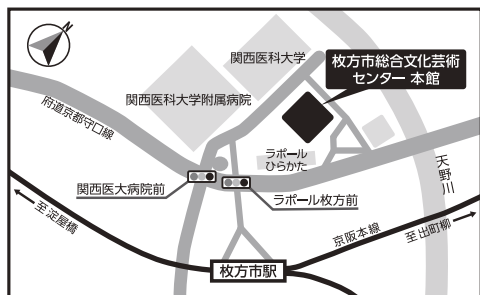 N
関西医科大学
枚方市総合文化芸術
センター 本館
関西医科大学附属病院
府道京都守口線
ラポール
ひらかた
天野川
関西医大病院前
ラポール枚方前
至淀屋橋
京阪本線
至出町柳
枚方市駅